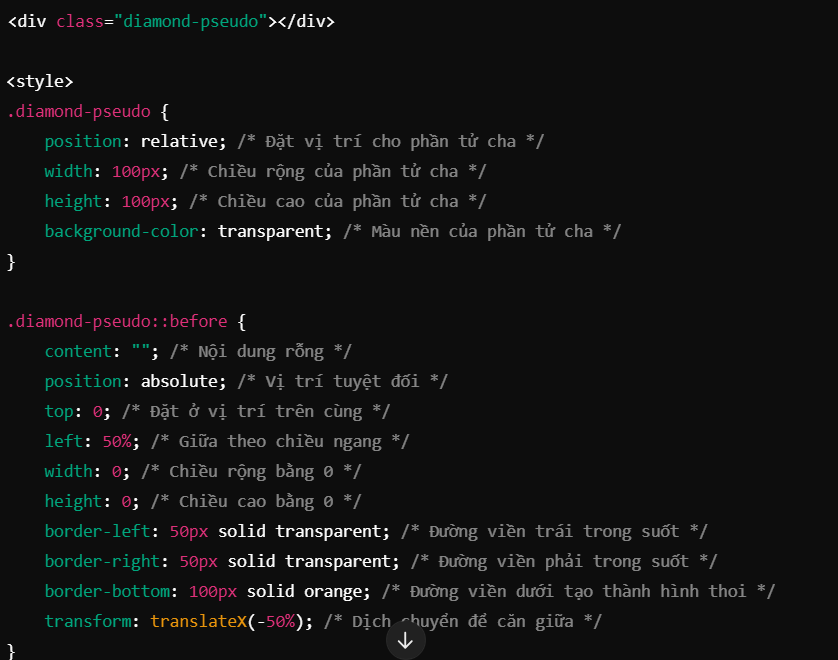 <div class="diamond-pseudo"></div>

<style>
.diamond-pseudo {
    position: relative; /* Đặt vị trí cho phần tử cha */
    width: 100px; /* Chiều rộng của phần tử cha */
    height: 100px; /* Chiều cao của phần tử cha */
    background-color: transparent; /* Màu nền của phần tử cha */
}

.diamond-pseudo::before {
    content: ""; /* Nội dung rỗng */
    position: absolute; /* Vị trí tuyệt đối */
    top: 0; /* Đặt ở vị trí trên cùng */
    left: 50%; /* Giữa theo chiều ngang */
    width: 0; /* Chiều rộng bằng 0 */
    height: 0; /* Chiều cao bằng 0 */
    border-left: 50px solid transparent; /* Đường viền trái trong suốt */
    border-right: 50px solid transparent; /* Đường viền phải trong suốt */
    border-bottom: 100px solid orange; /* Đường viền dưới tạo thành hình thoi */
    transform: translateX(-50%); /* Dịch chuyển để căn giữa */
}